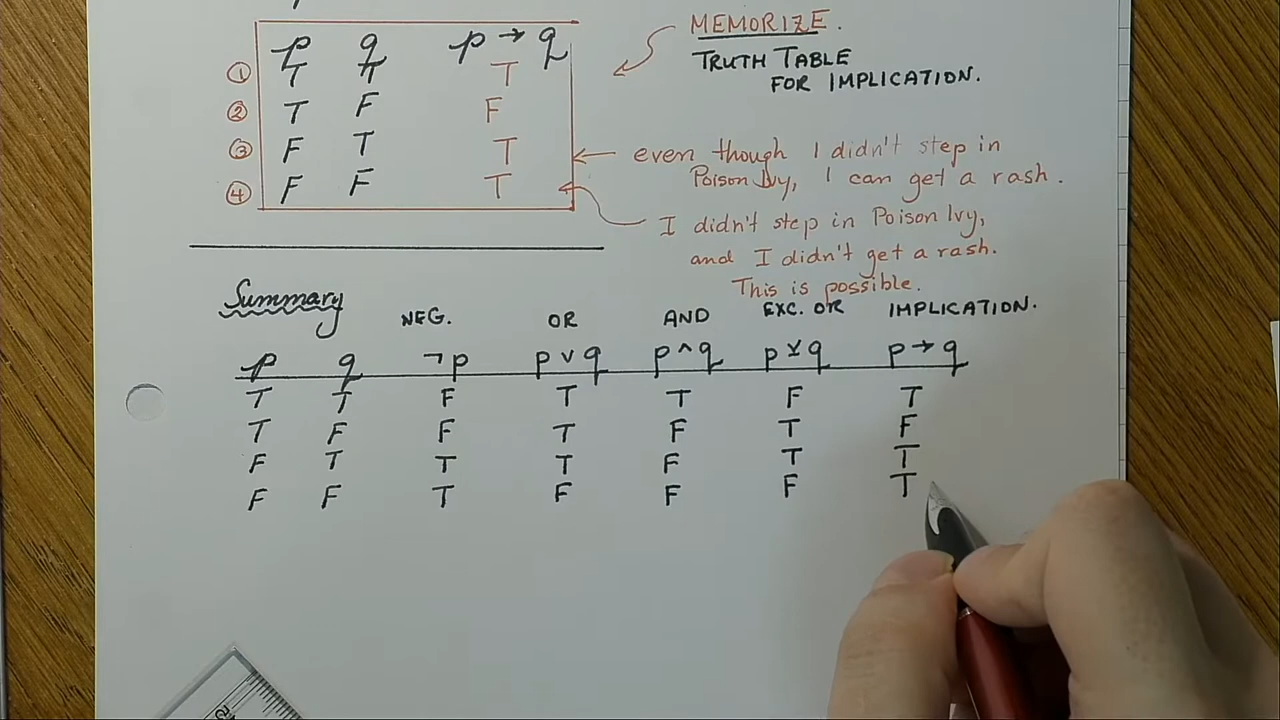 p q p → q
① T T T
② T F F
③ F T T
④ F F T
MEMORIZE.
TRUTH TABLE
FOR IMPLICATION.
even though I didn't step in
Poison Ivy, I can get a rash.
I didn't step in Poison Ivy,
and I didn't get a rash.
This is possible.
Summary
NEG. OR AND EXC. OR IMPLICATION.
p q ¬p p ∨ q p ∧ q p ⊻ q p → q
T T F T T F T
T F F T F T F
F T T T F T T
F F T F F F T